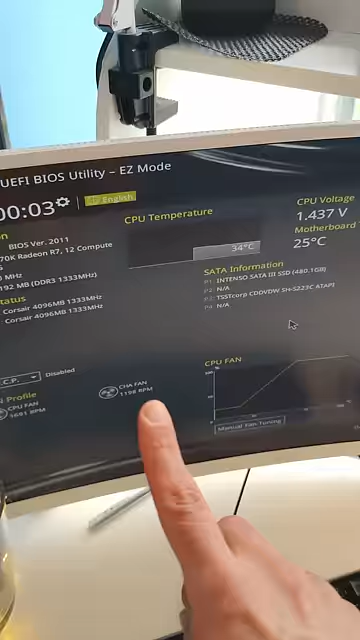 UEFI BIOS Utility – EZ Mode
00:03
English
BIOS Ver. 2011
70K Radeon R7, 12 Compute
192 MB (DDR3 1333MHz)
tatus
Corsair 4096MB 1333MHz
Corsair 4096MB 1333MHz
CPU Temperature
34°C
CPU Voltage
1.437 V
Motherboard
25°C
SATA Information
P1: INTENSO SATA III SSD (480.1GB)
P2: N/A
P3: TSSTcorp CDDVDW SH-S223C ATAPI
P4: N/A
Disabled
Profile
CPU FAN
1691 RPM
CHA FAN
1198 RPM
CPU FAN
Manual Fan Tuning